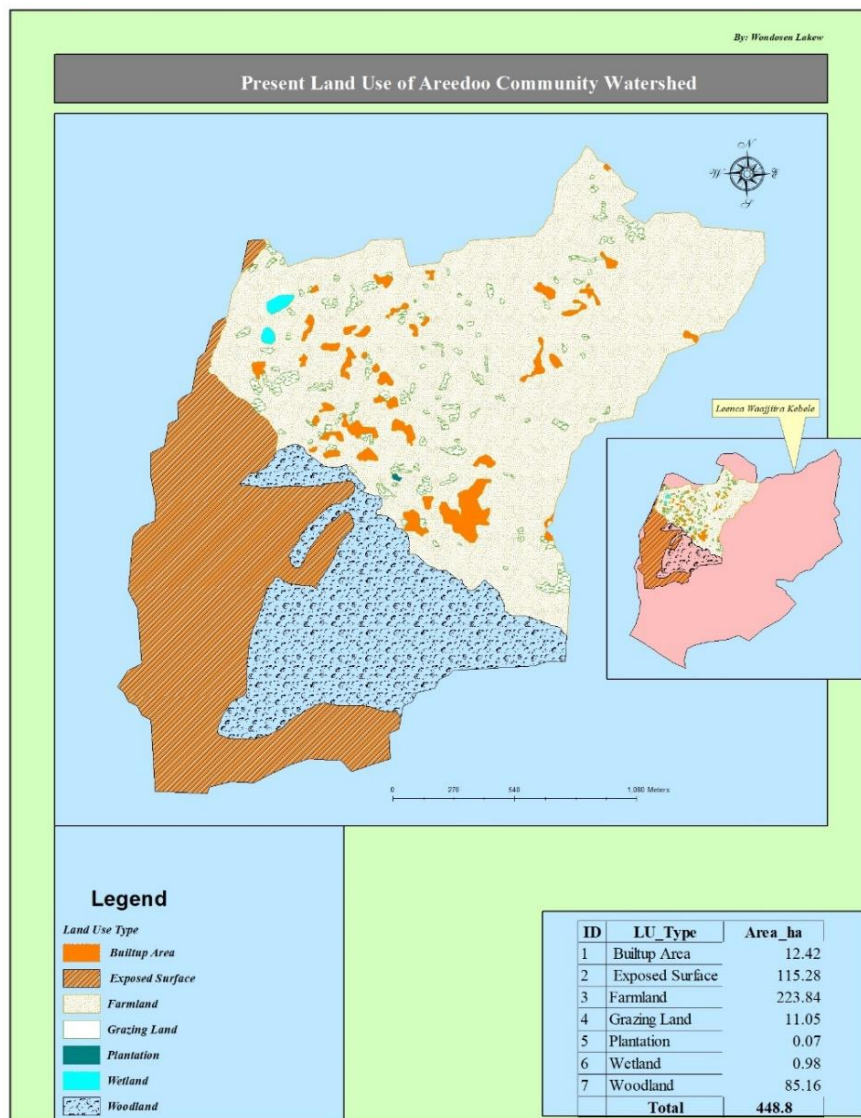 By: Wondosen Lakew
Present Land Use of Areedoo Community Watershed
N
W E
S
Leenca Waajjitra Kebele
0 270 540 1,080 Meters
Legend
Land Use Type
Builtup Area
Exposed Surface
Farmland
Grazing Land
Plantation
Wetland
Woodland
ID LU_Type Area_ha
1 Builtup Area 12.42
2 Exposed Surface 115.28
3 Farmland 223.84
4 Grazing Land 11.05
5 Plantation 0.07
6 Wetland 0.98
7 Woodland 85.16
Total 448.8